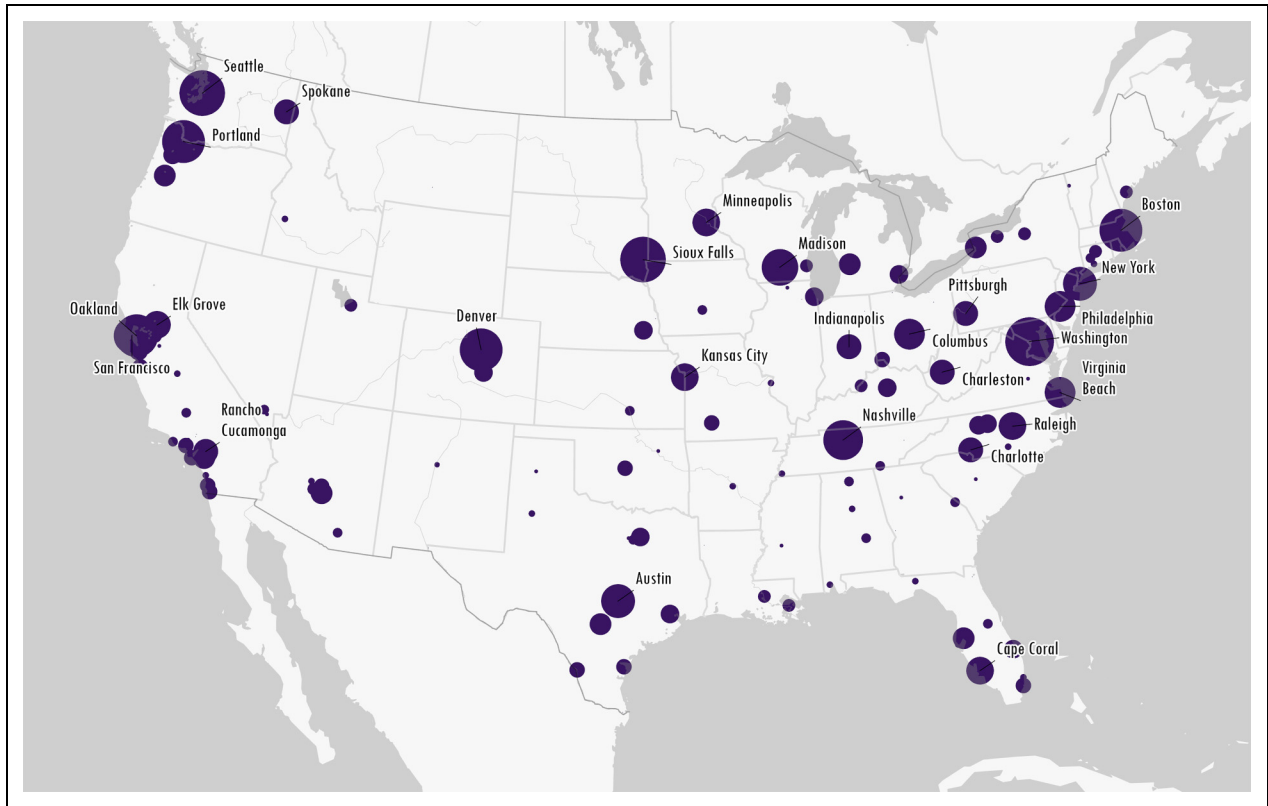 Seattle
Spokane
Portland
Minneapolis
Boston
Sioux Falls
Madison
New York
Pittsburgh
Oakland
Elk Grove
Denver
Indianapolis
Philadelphia
Columbus
Washington
San Francisco
Kansas City
Charleston
Virginia
Beach
Rancho
Cucamonga
Nashville
Raleigh
Charlotte
Austin
Cape Coral